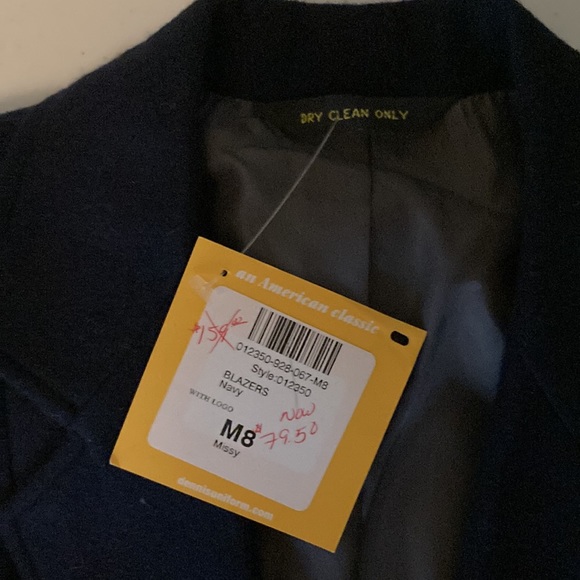 DRY CLEAN ONLY
an American classic
012350-928-067-M8
Style:012350
BLAZERS
Navy
WITH LOGO
Now
M8 $79.50
Missy
dennisuniform.com